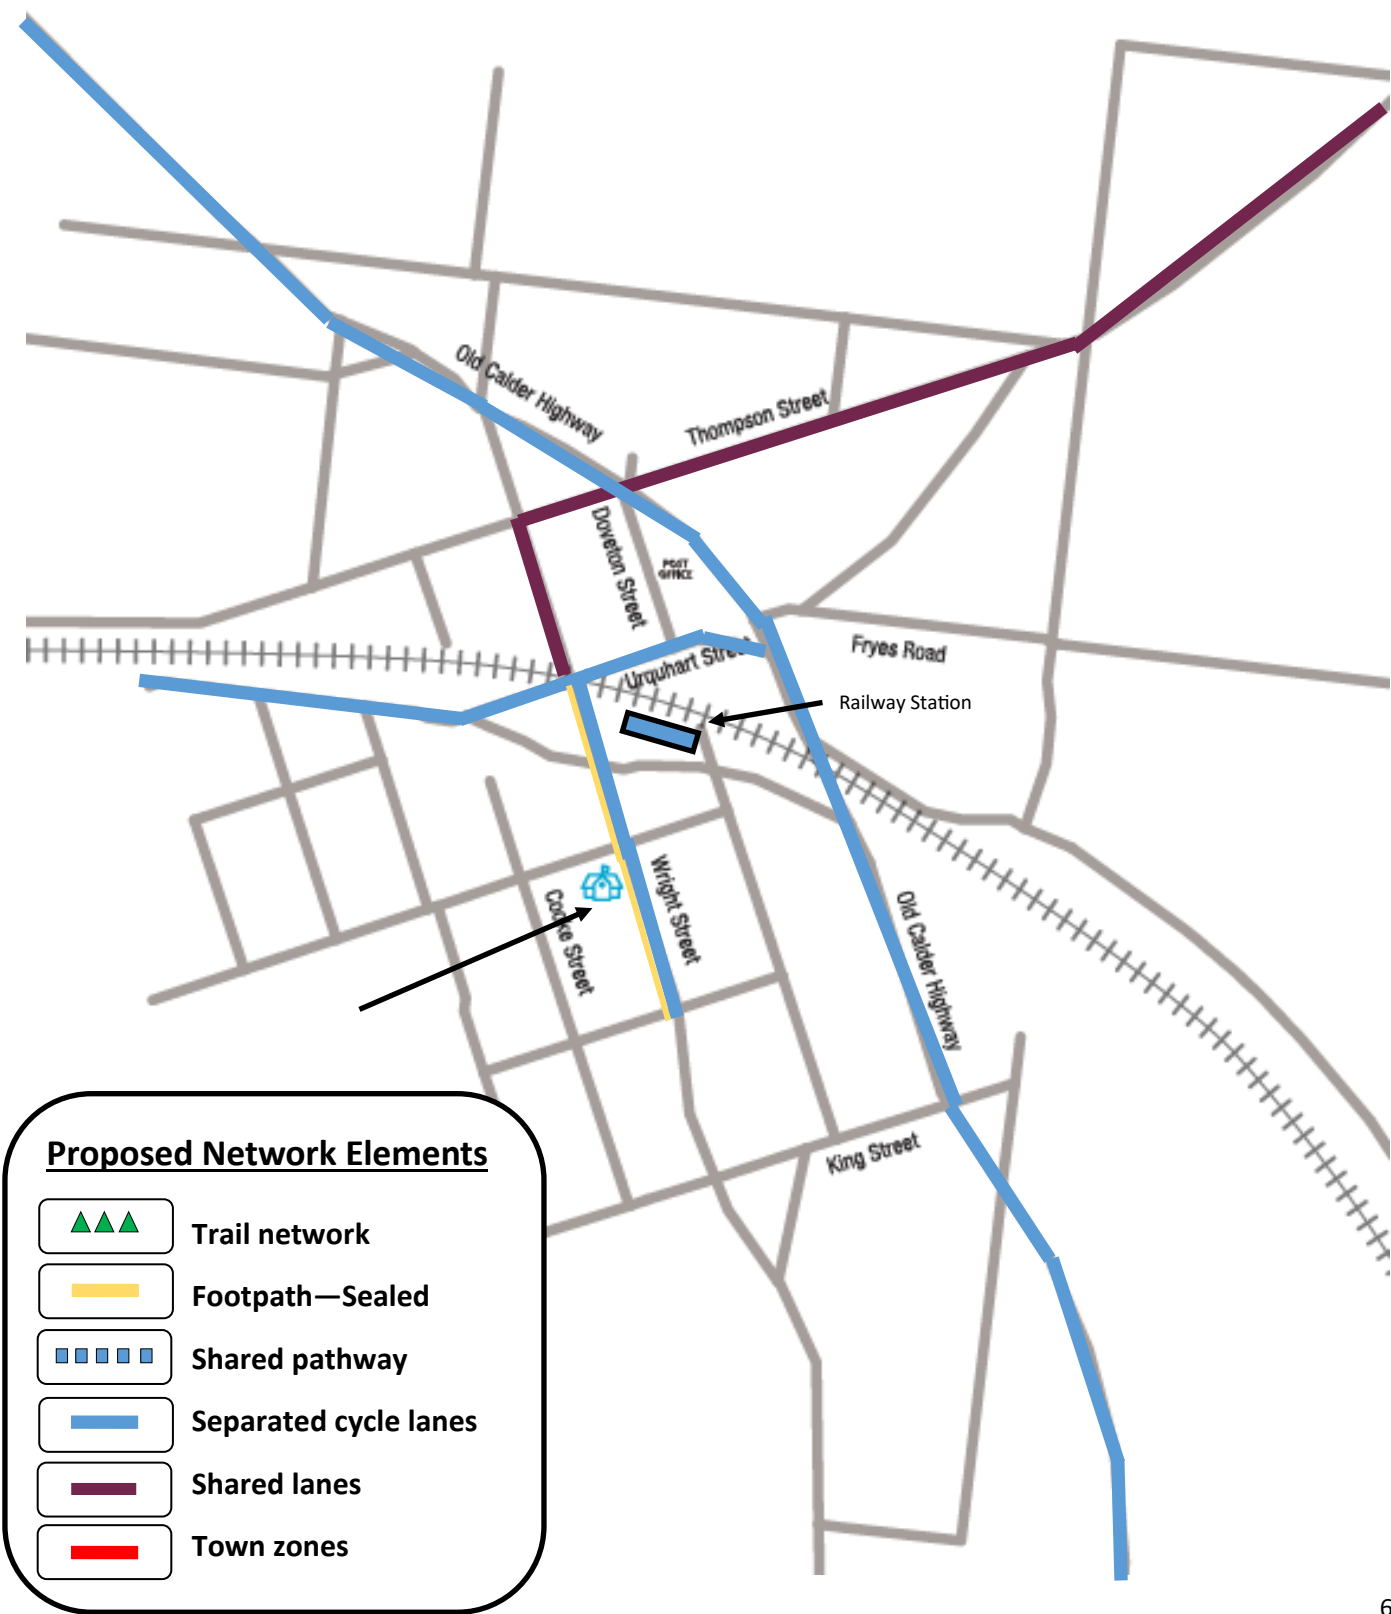 Old Calder Highway
Thompson Street
Doveton Street
POST
OFFICE
Urquhart Street
Fryes Road
Railway Station
Wright Street
Cooke Street
Old Calder Highway
King Street
Proposed Network Elements
Trail network
Footpath—Sealed
Shared pathway
Separated cycle lanes
Shared lanes
Town zones
6